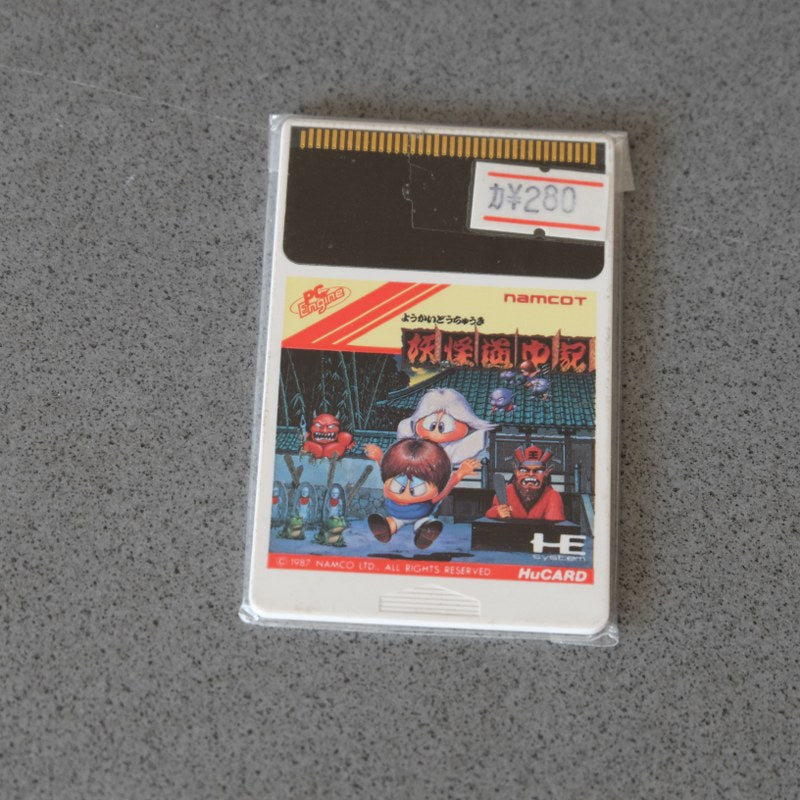 カ¥280
PC Engine
namcoT
ようかいどうちゅうき
妖怪道中記
王
HE
system
© 1987 NAMCO LTD., ALL RIGHTS RESERVED
HuCARD